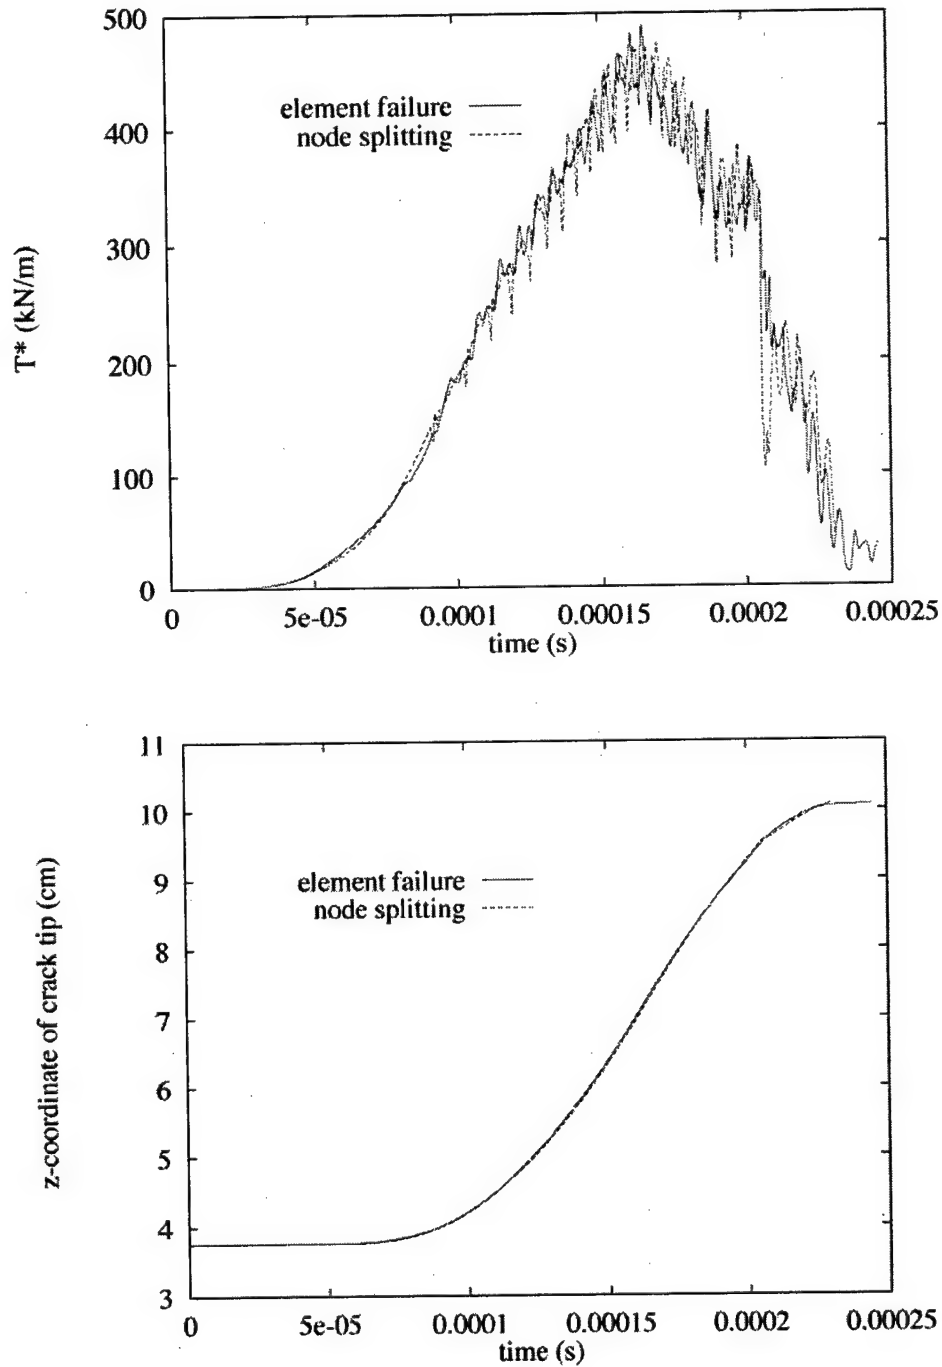 500
400
300
200
100
0
T* (kN/m)
element failure
node splitting
0 5e-05 0.0001 0.00015 0.0002 0.00025
time (s)
11
10
9
8
7
6
5
4
3
z-coordinate of crack tip (cm)
element failure
node splitting
0 5e-05 0.0001 0.00015 0.0002 0.00025
time (s)